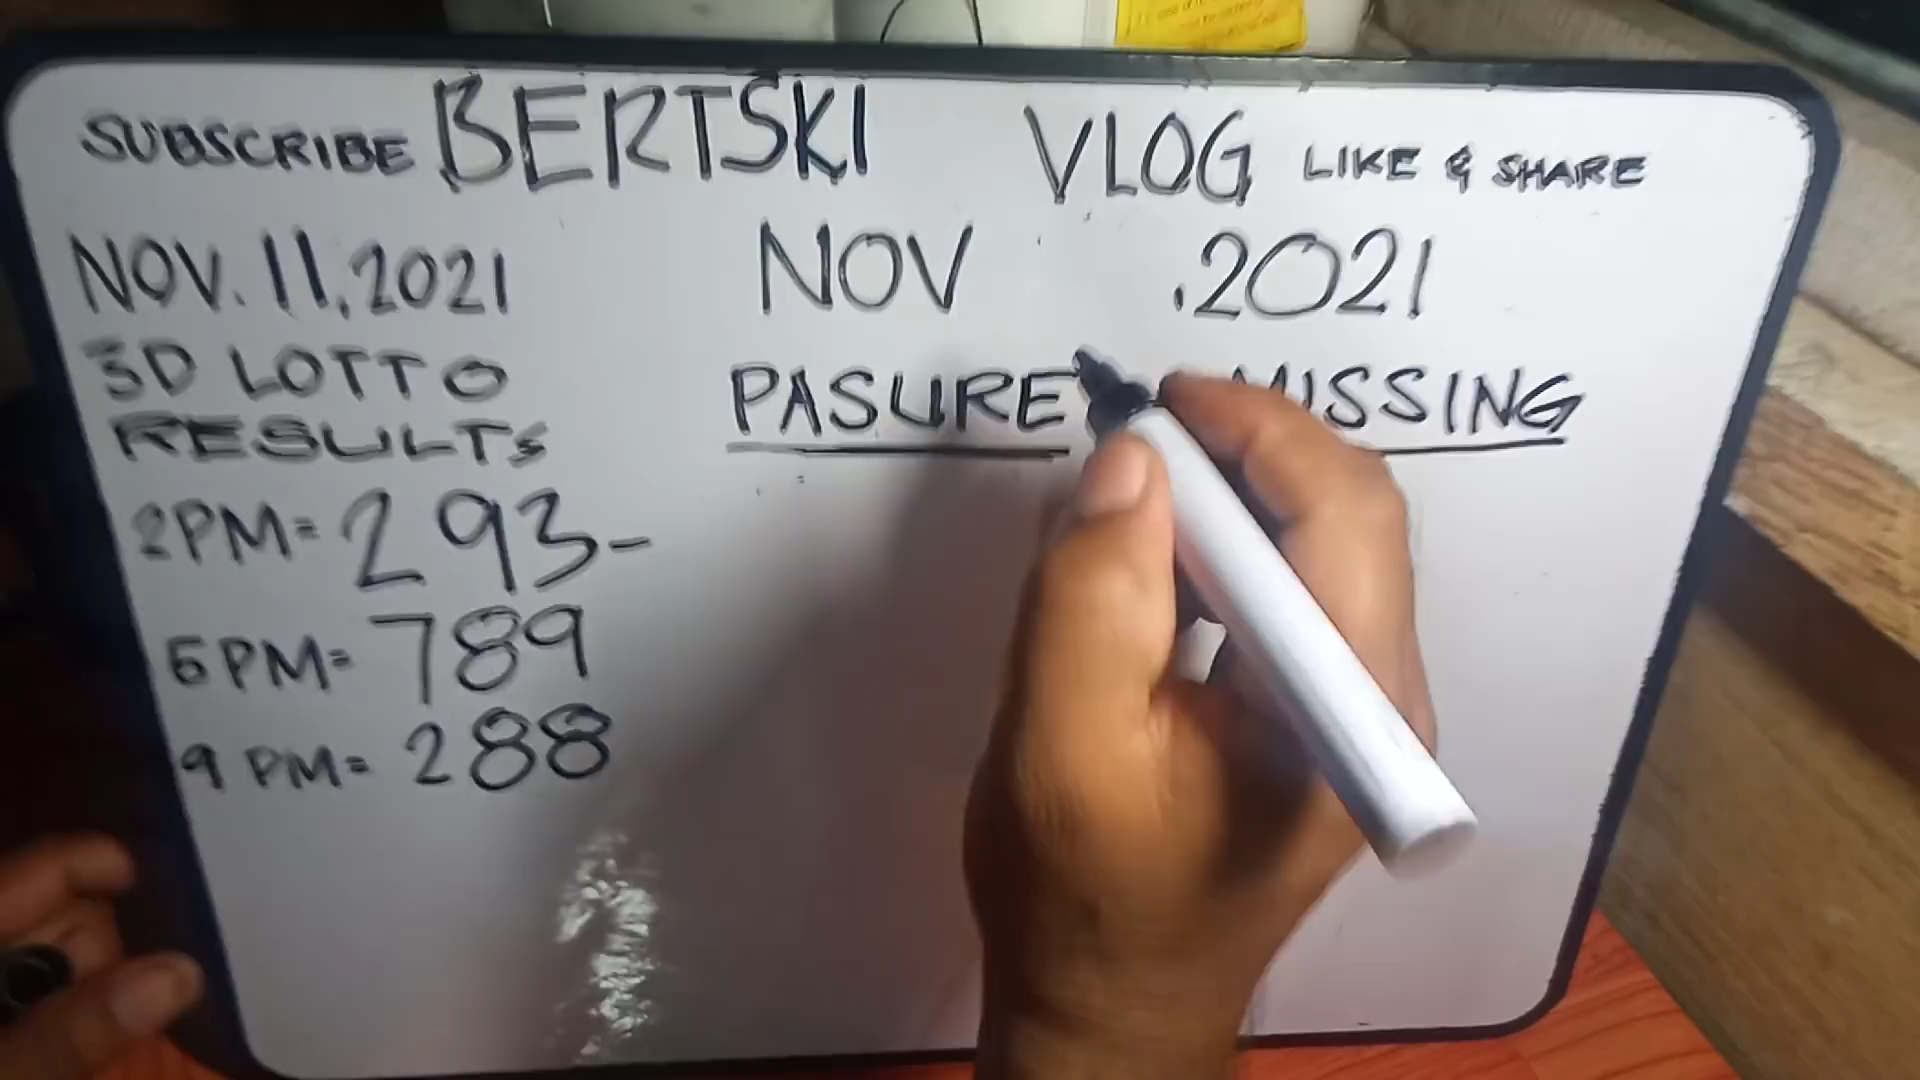 SUBSCRIBE BERTSKI VLOG LIKE & SHARE
NOV. 11, 2021
3D LOTTO
RESULTS
2PM= 293-
5PM= 789
9 PM= 288
NOV .2021
PASURE MISSING